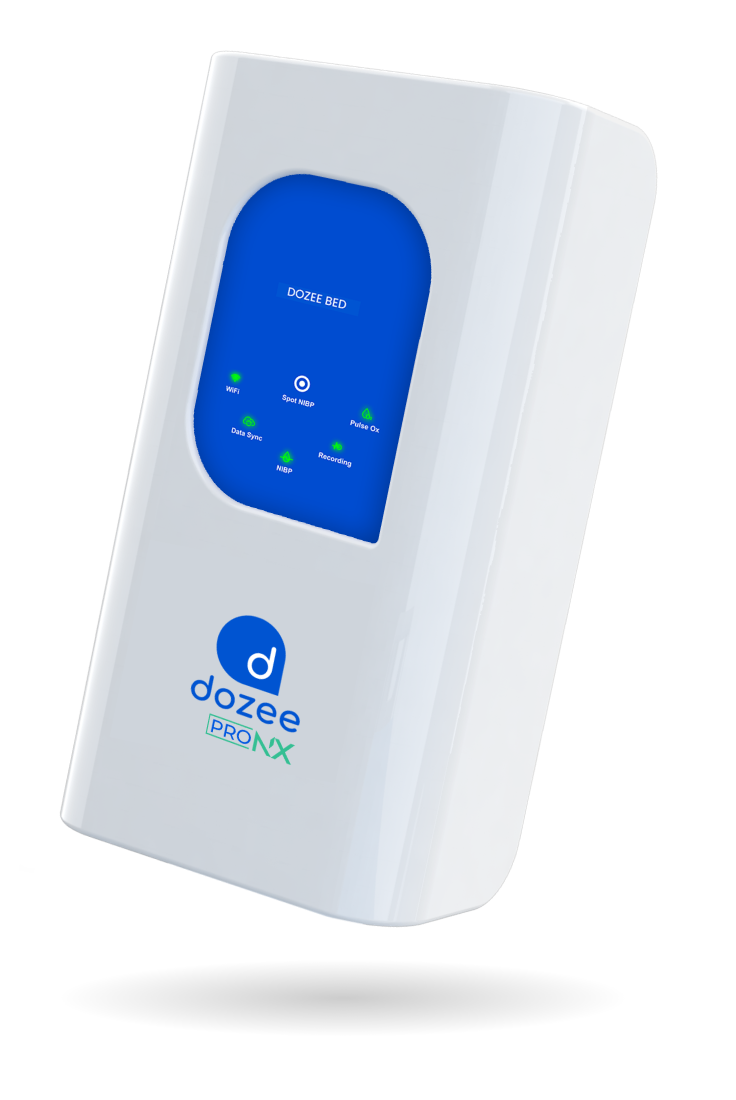 DOZEE BED
WiFi
Spot NIBP
Pulse Ox
Data Sync
Recording
NIBP
d
dozee
PRO NX